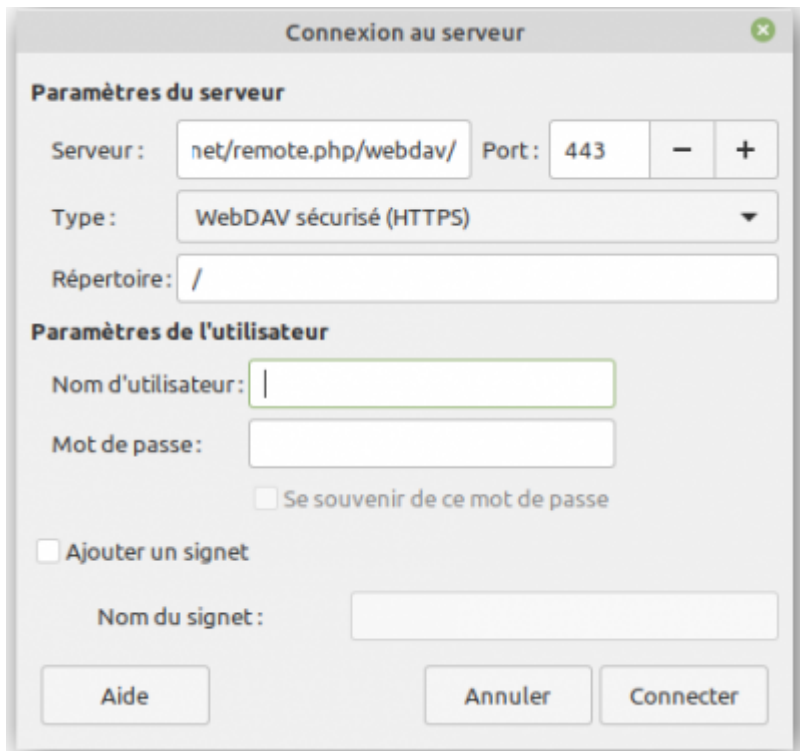 Connexion au serveur
Paramètres du serveur
Serveur : net/remote.php/webdav/ Port : 443 − +
Type : WebDAV sécurisé (HTTPS)
Répertoire : /
Paramètres de l'utilisateur
Nom d'utilisateur :
Mot de passe :
Se souvenir de ce mot de passe
Ajouter un signet
Nom du signet :
Aide Annuler Connecter